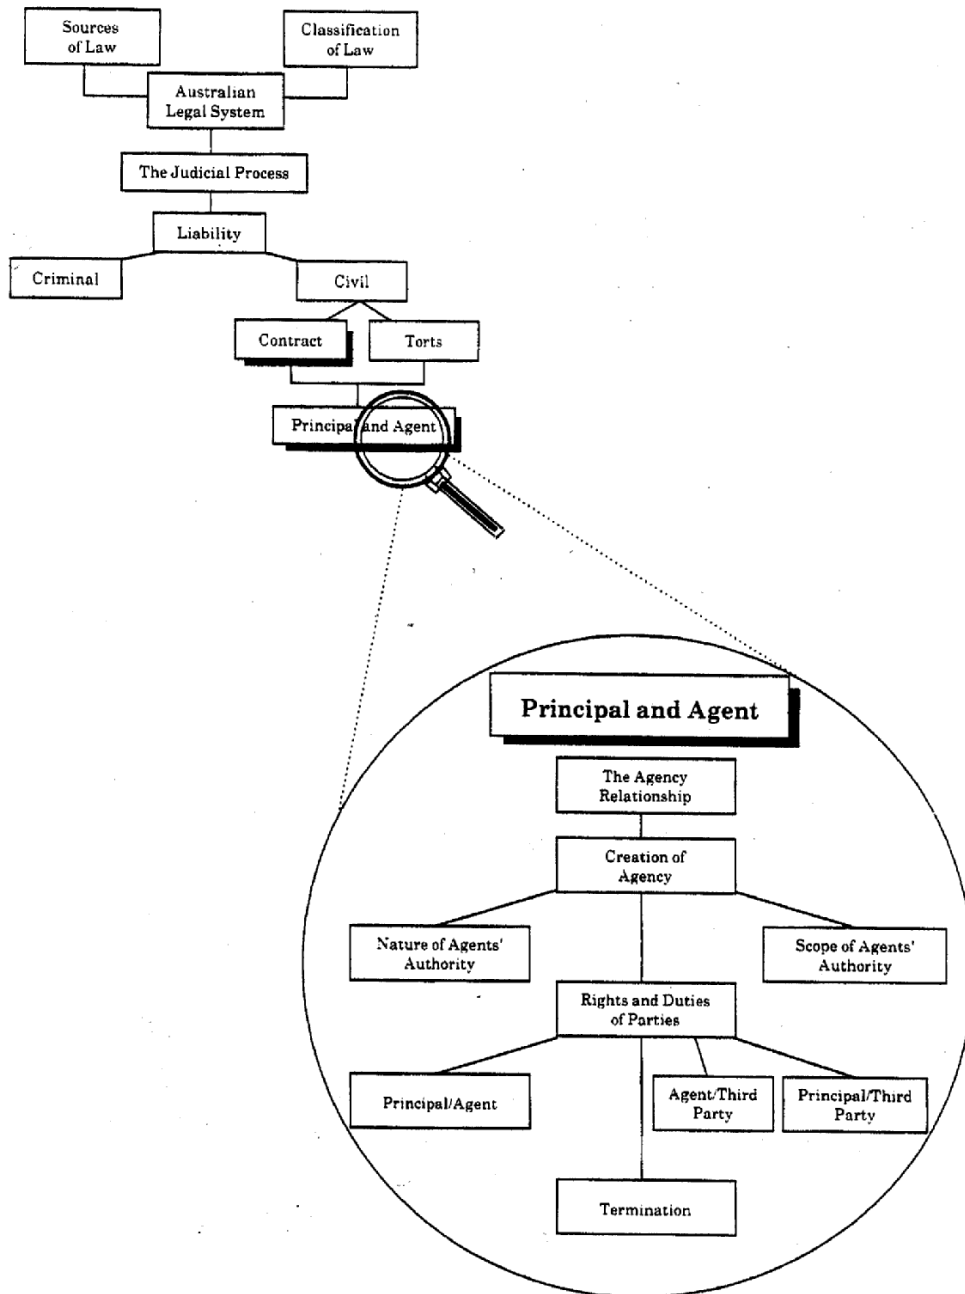 Sources
of Law
Classification
of Law
Australian
Legal System
The Judicial Process
Liability
Criminal
Civil
Contract
Torts
Principal and Agent
Principal and Agent
The Agency
Relationship
Creation of
Agency
Nature of Agents'
Authority
Scope of Agents'
Authority
Rights and Duties
of Parties
Principal/Agent
Agent/Third
Party
Principal/Third
Party
Termination